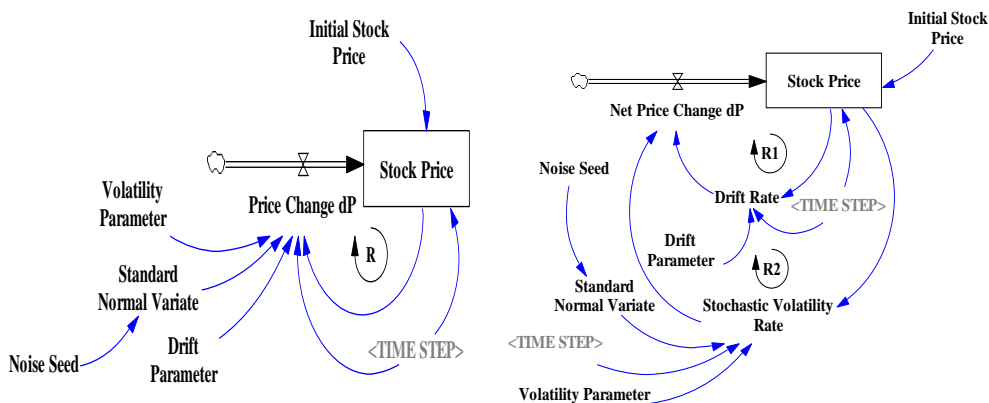 Initial Stock
Price
Stock Price
Price Change dP
Volatility
Parameter
R
Standard
Normal Variate
Noise Seed
Drift
Parameter
<TIME STEP>
Initial Stock
Price
Stock Price
Net Price Change dP
R1
Noise Seed
Drift Rate
<TIME STEP>
Drift
Parameter
R2
Standard
Normal Variate
Stochastic Volatility
Rate
<TIME STEP>
Volatility Parameter